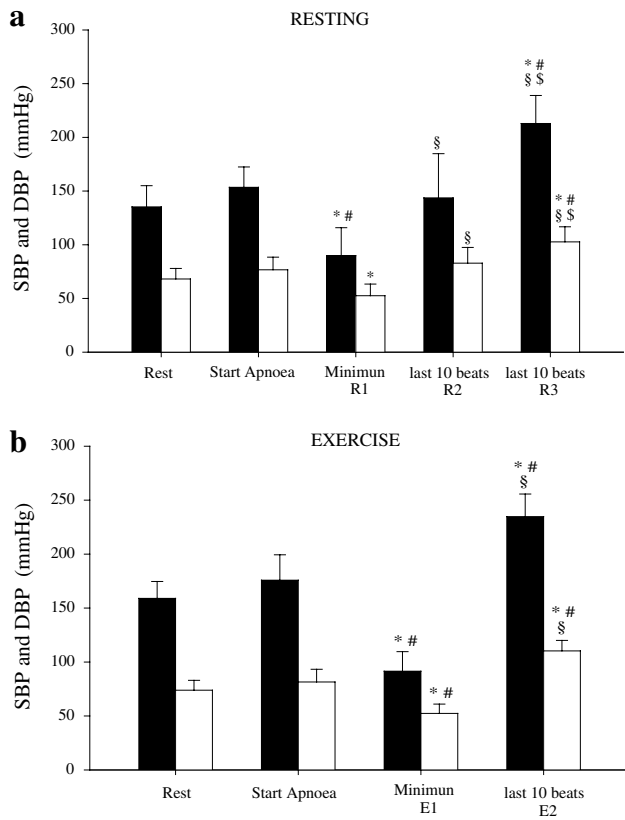 a
RESTING
SBP and DBP (mmHg)
300
250
200
150
100
50
0
* #
*
§
§
* #
§ $
* #
§ $
Rest
Start Apnoea
Minimun
R1
last 10 beats
R2
last 10 beats
R3
b
EXERCISE
SBP and DBP (mmHg)
300
250
200
150
100
50
0
* #
* #
* #
§
* #
§
Rest
Start Apnoea
Minimun
E1
last 10 beats
E2